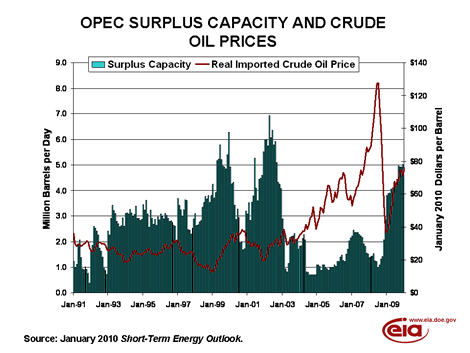 OPEC SURPLUS CAPACITY AND CRUDE
OIL PRICES
Surplus Capacity
Real Imported Crude Oil Price
Million Barrels per Day
9.0
8.0
7.0
6.0
5.0
4.0
3.0
2.0
1.0
0.0
$140
$120
$100
$80
$60
$40
$20
$0
January 2010 Dollars per Barrel
Jan-91
Jan-93
Jan-95
Jan-97
Jan-99
Jan-01
Jan-03
Jan-05
Jan-07
Jan-09
Source: January 2010 Short-Term Energy Outlook.
eia
www.eia.doe.gov